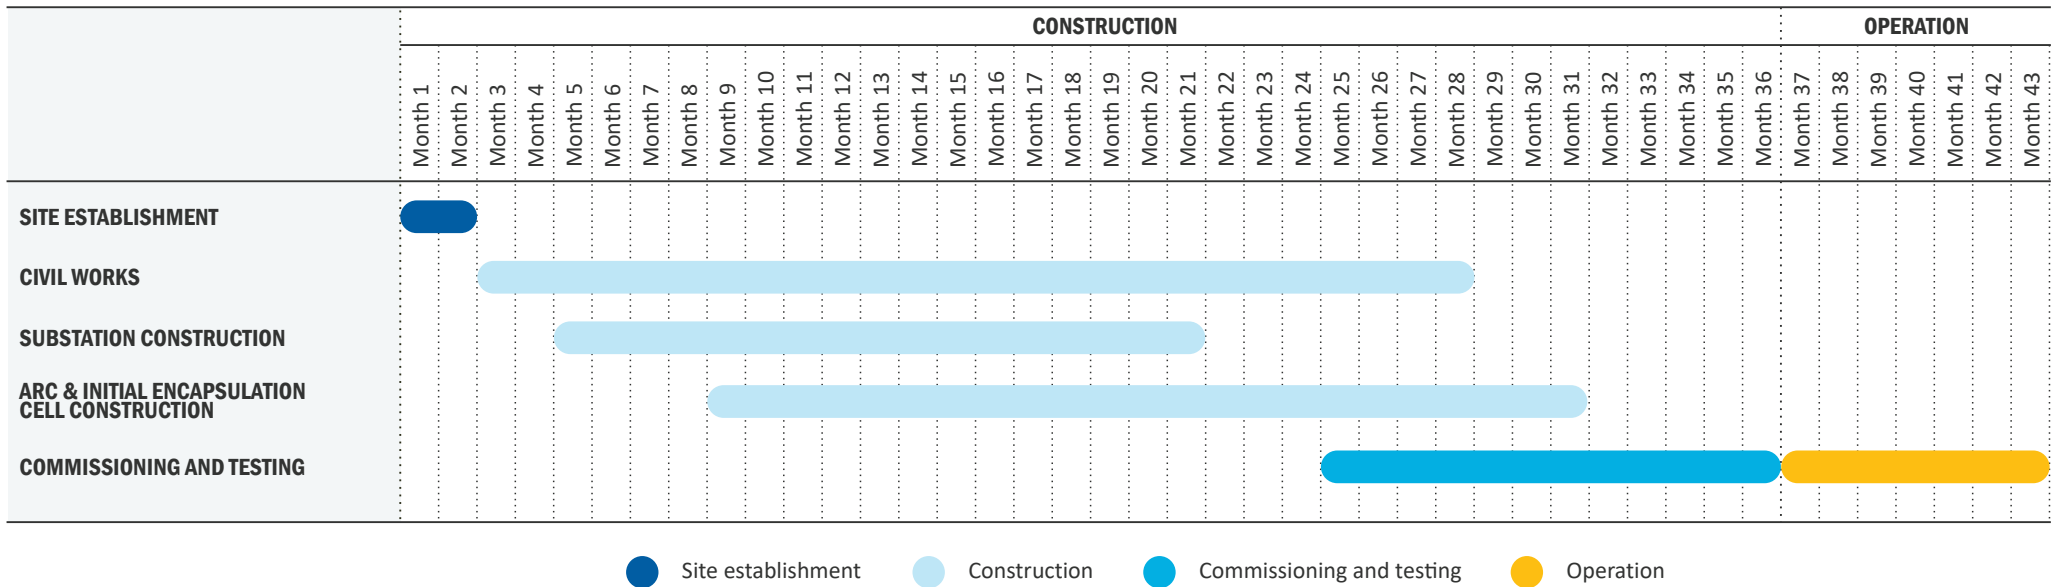 CONSTRUCTION OPERATION
Month 1 Month 2 Month 3 Month 4 Month 5 Month 6 Month 7 Month 8 Month 9 Month 10 Month 11 Month 12 Month 13 Month 14 Month 15 Month 16 Month 17 Month 18 Month 19 Month 20 Month 21 Month 22 Month 23 Month 24 Month 25 Month 26 Month 27 Month 28 Month 29 Month 30 Month 31 Month 32 Month 33 Month 34 Month 35 Month 36 Month 37 Month 38 Month 39 Month 40 Month 41 Month 42 Month 43
SITE ESTABLISHMENT
CIVIL WORKS
SUBSTATION CONSTRUCTION
ARC & INITIAL ENCAPSULATION
CELL CONSTRUCTION
COMMISSIONING AND TESTING
Site establishment Construction Commissioning and testing Operation